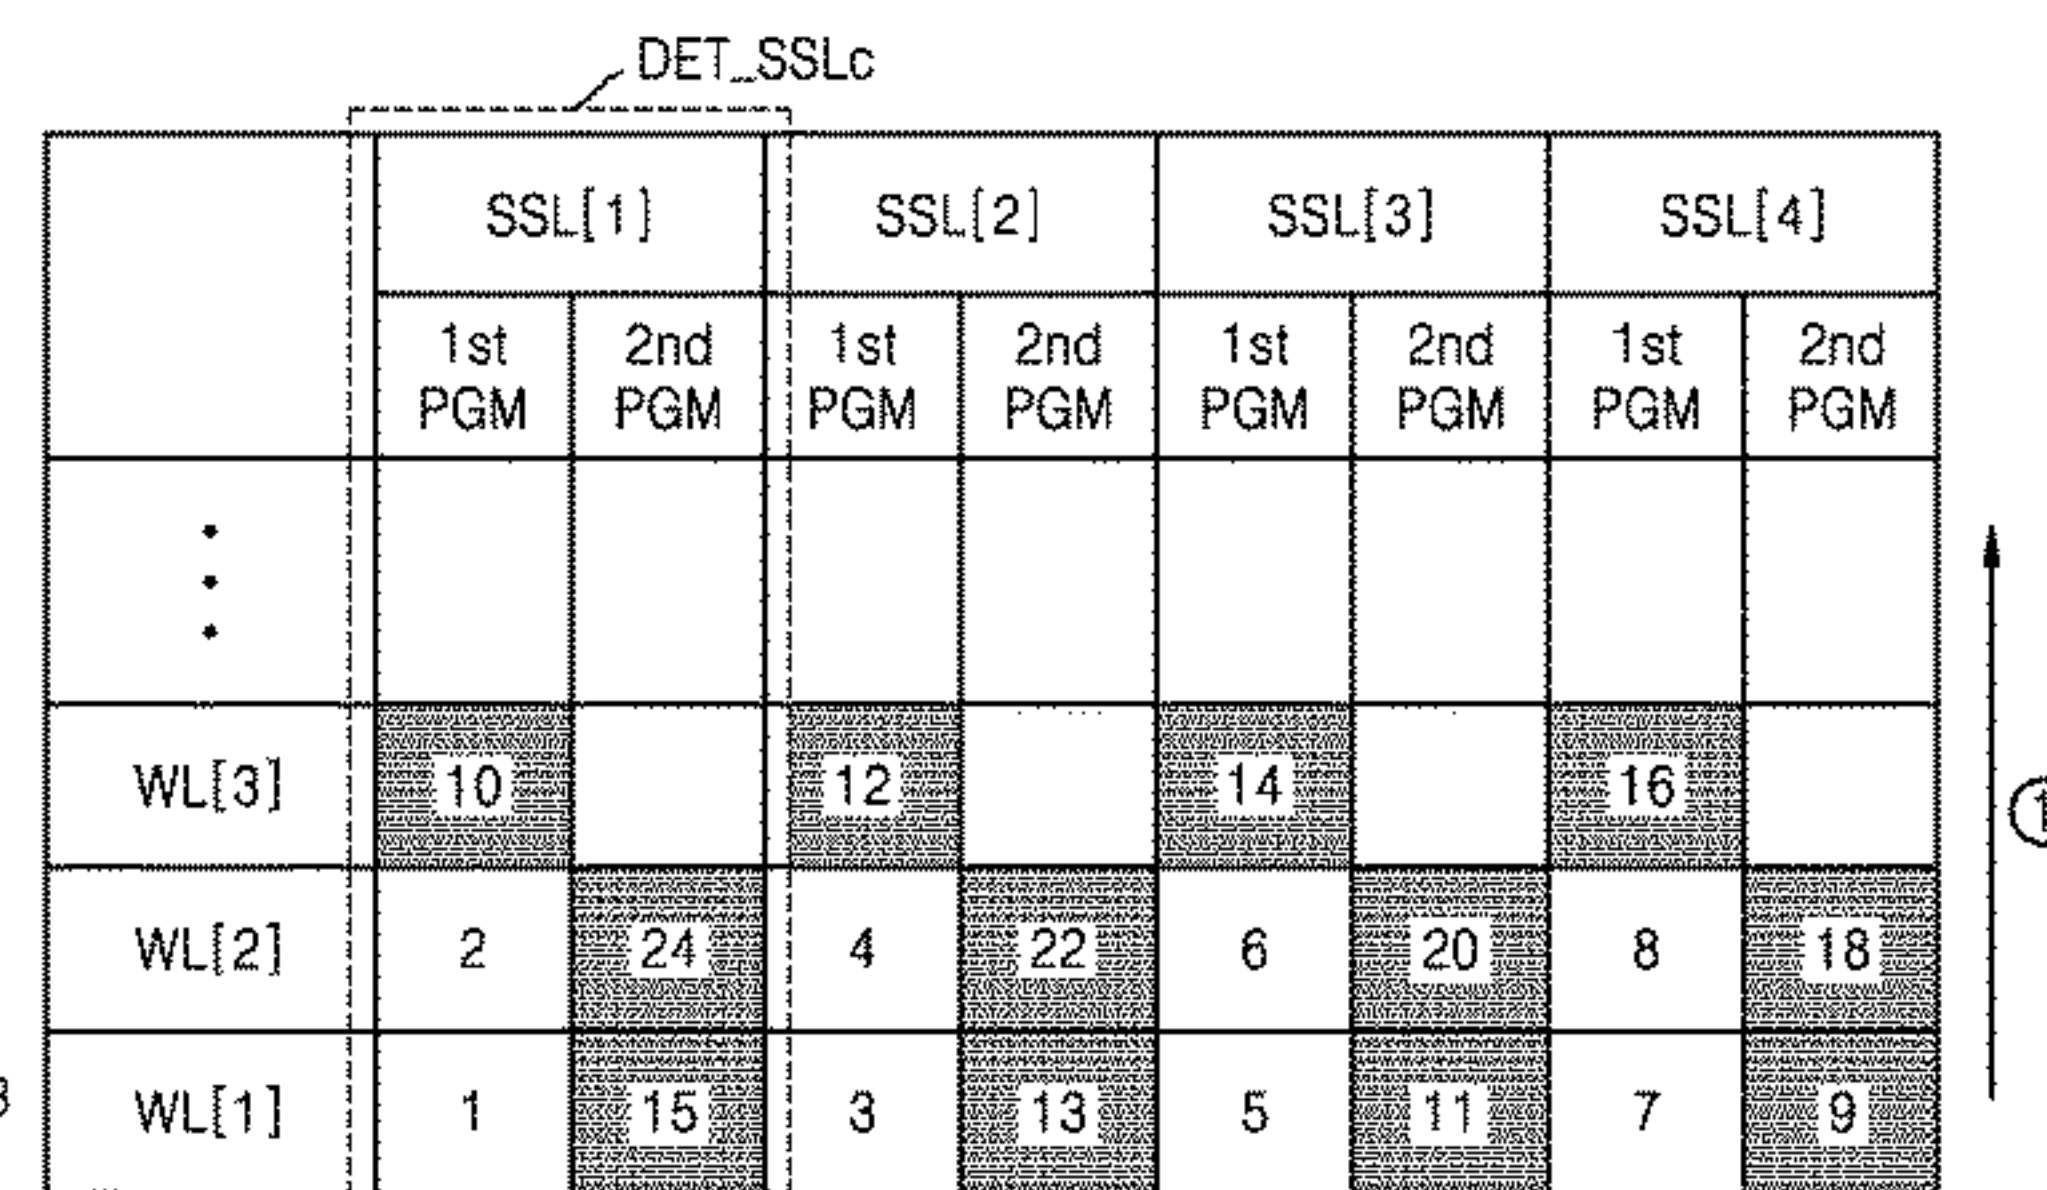 DET_SSLc
SSL[1] SSL[2] SSL[3] SSL[4]
1st PGM 2nd PGM 1st PGM 2nd PGM 1st PGM 2nd PGM 1st PGM 2nd PGM
WL[3] 10 12 14 16
WL[2] 2 24 4 22 6 20 8 18
WL[1] 1 15 3 13 5 11 7 9